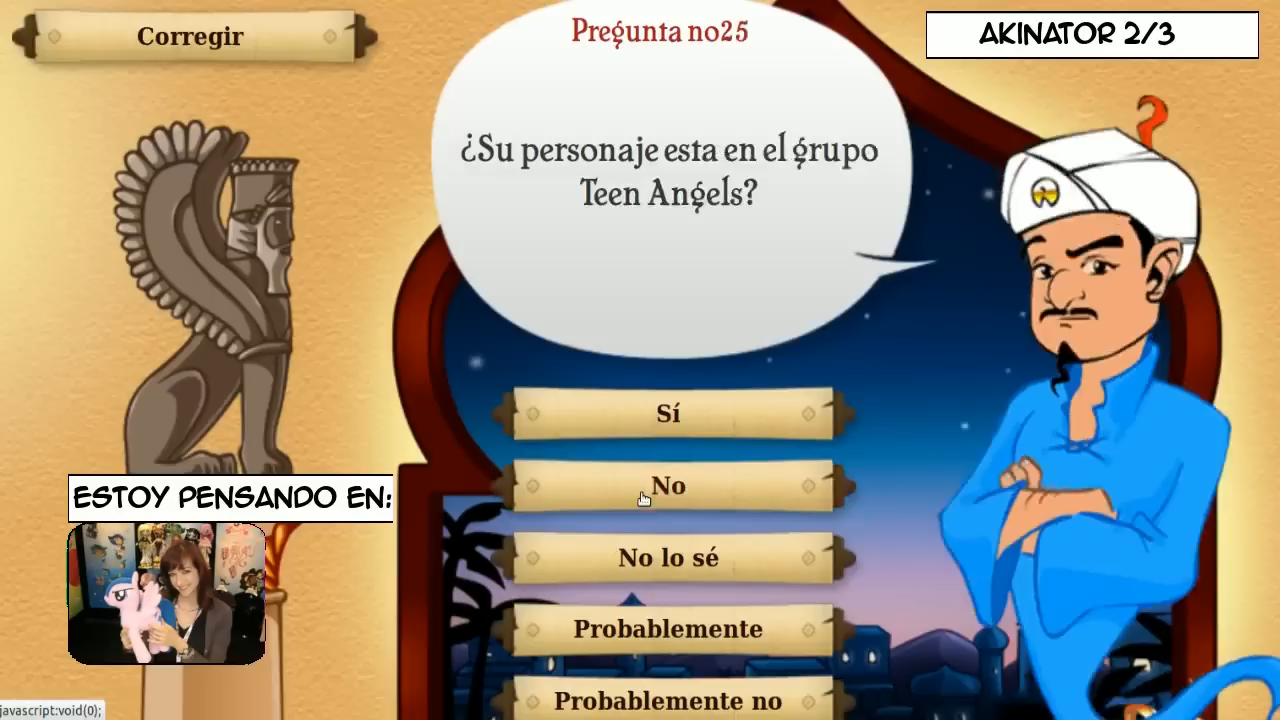 Corregir
Pregunta no25
AKINATOR 2/3
¿Su personaje esta en el grupo
Teen Angels?
Sí
No
ESTOY PENSANDO EN:
No lo sé
Probablemente
Probablemente no
javascript:void(0);